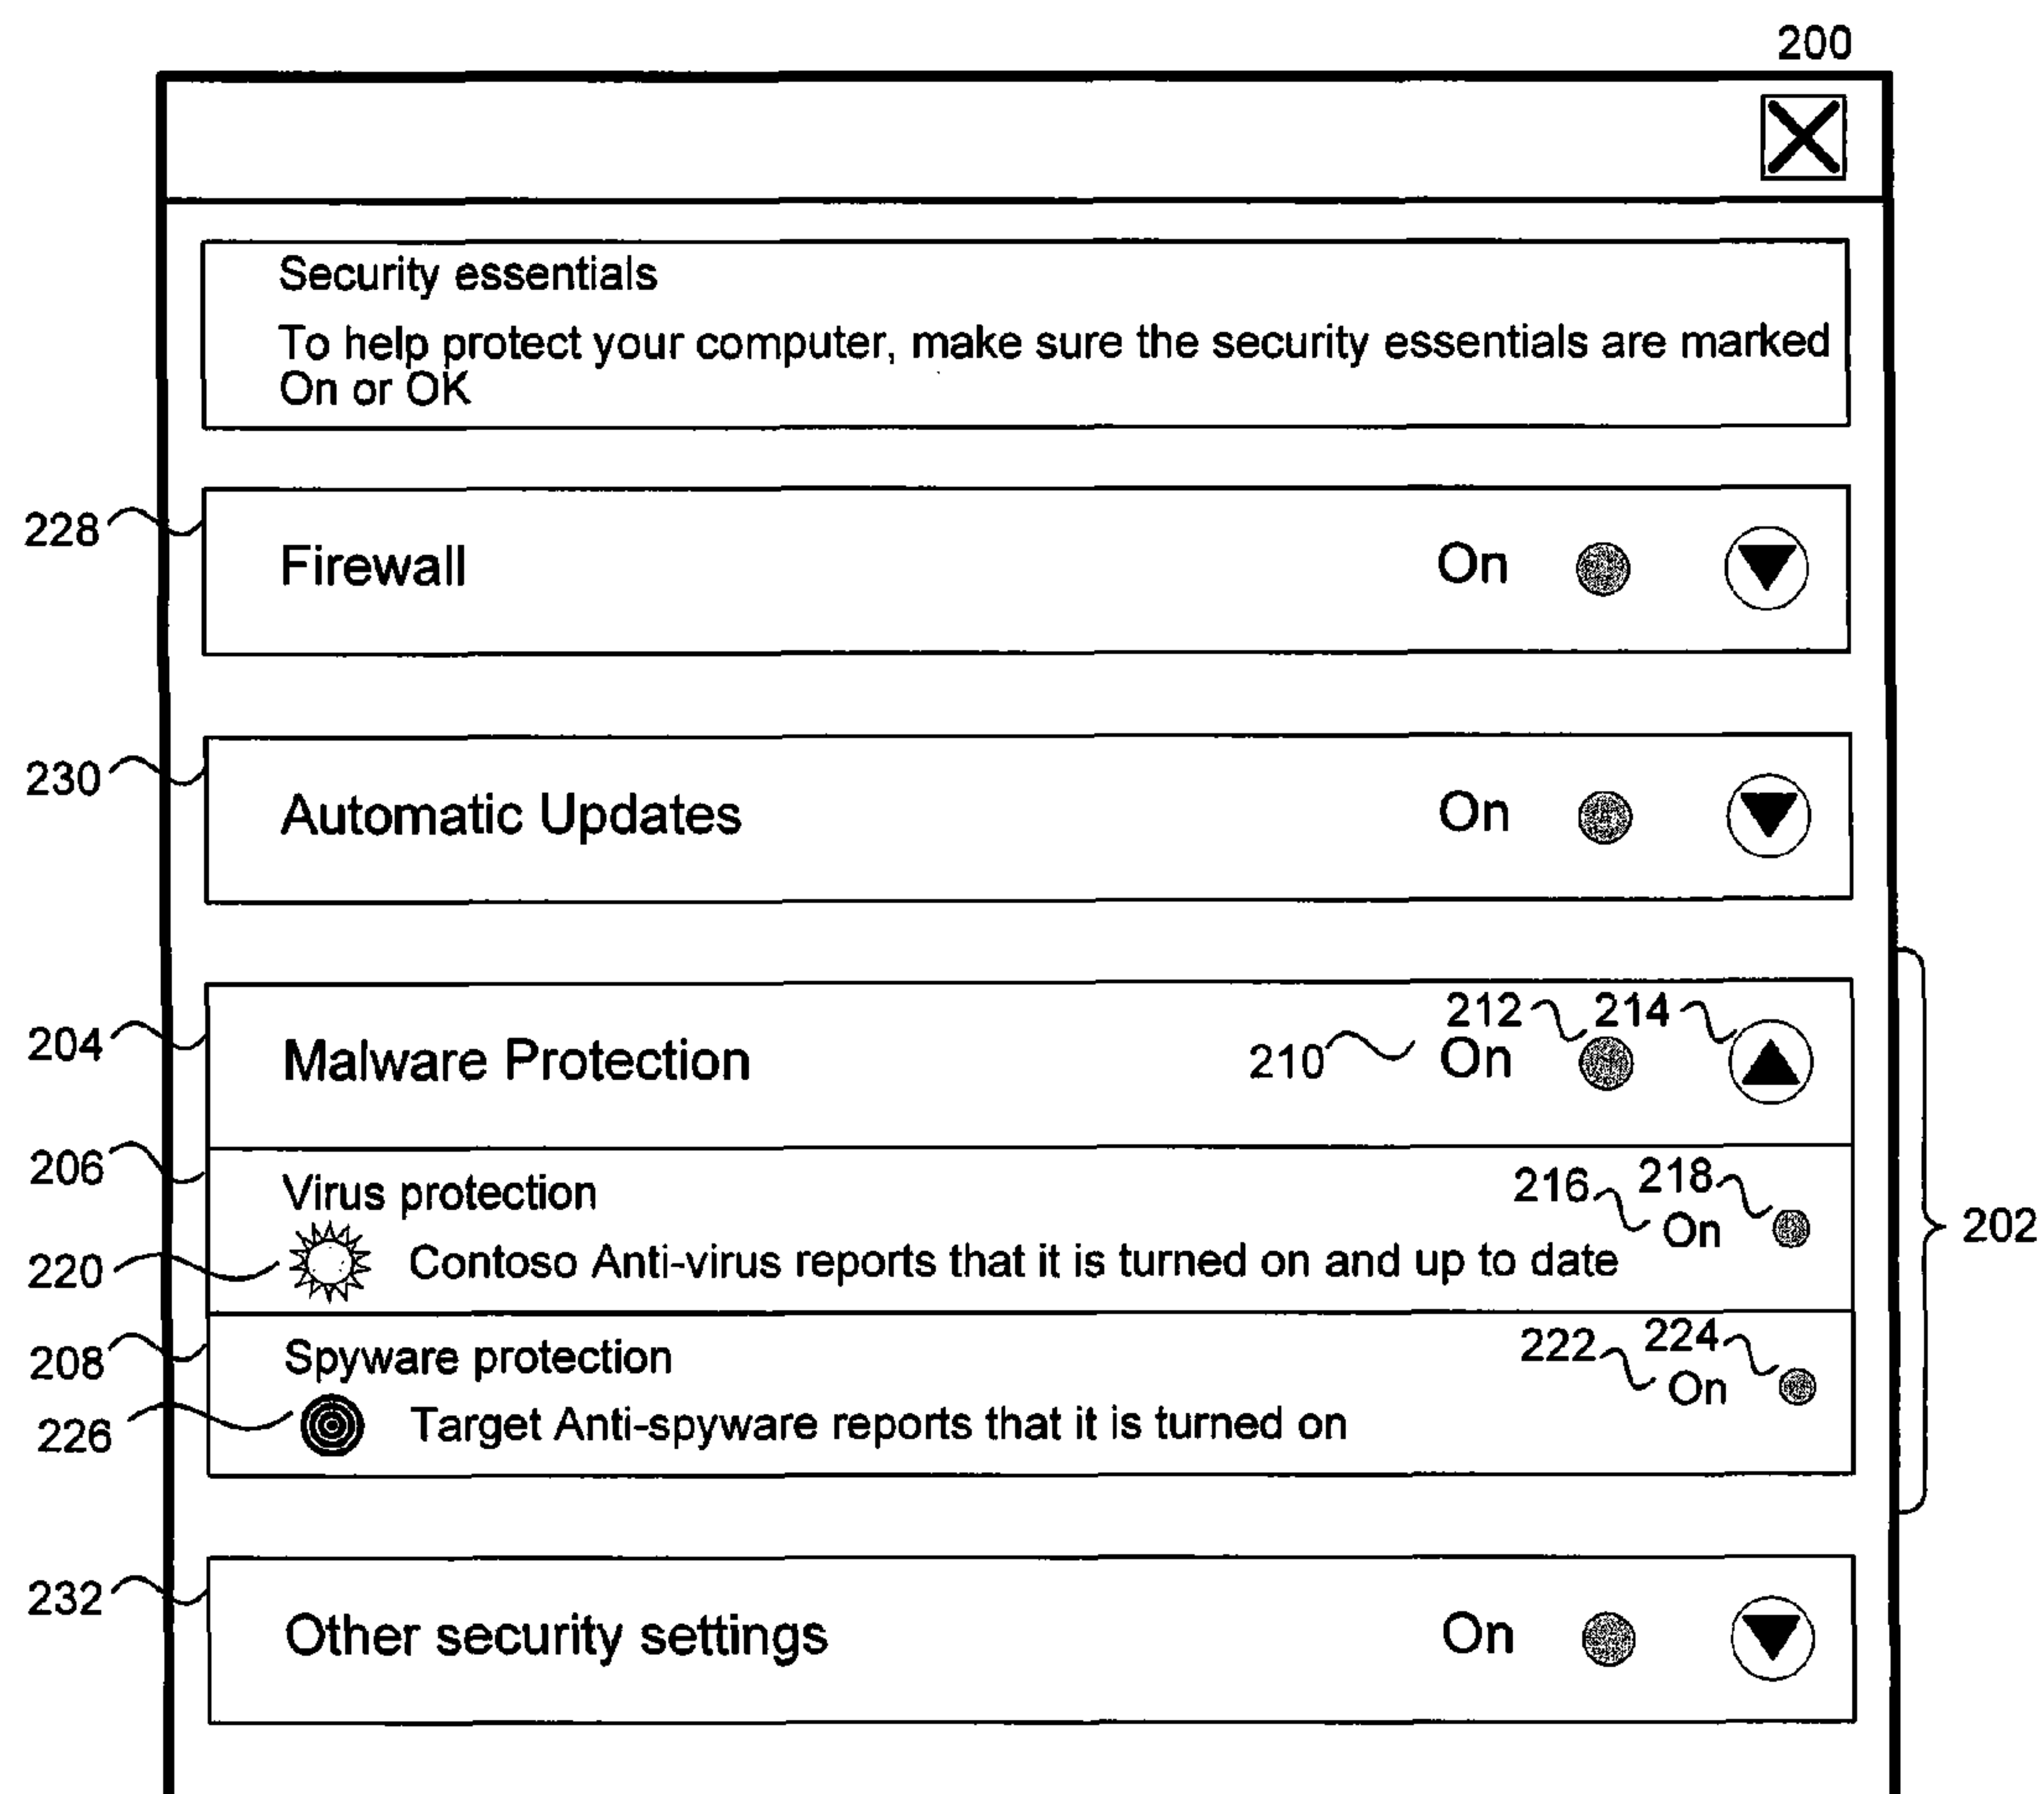 200
Security essentials
To help protect your computer, make sure the security essentials are marked
On or OK
228
Firewall On
230
Automatic Updates On
212 214
204 Malware Protection 210 On
206
Virus protection 216 218
On
220 Contoso Anti-virus reports that it is turned on and up to date
202
208 Spyware protection 222 224
On
226 Target Anti-spyware reports that it is turned on
232
Other security settings On